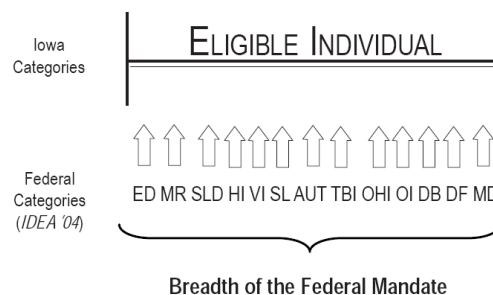 Iowa
Categories
ELIGIBLE INDIVIDUAL
Federal
Categories
(IDEA '04)
ED MR SLD HI VI SL AUT TBI OHI OI DB DF MD
Breadth of the Federal Mandate